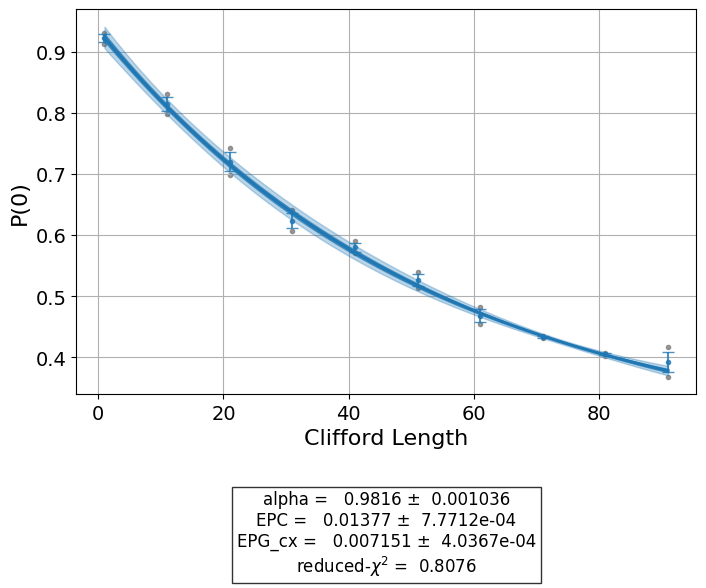 0.9
0.8
0.7
0.6
0.5
0.4
P(0)
0 20 40 60 80
Clifford Length
alpha = 0.9816 ± 0.001036
EPC = 0.01377 ± 7.7712e-04
EPG_cx = 0.007151 ± 4.0367e-04
reduced-χ² = 0.8076